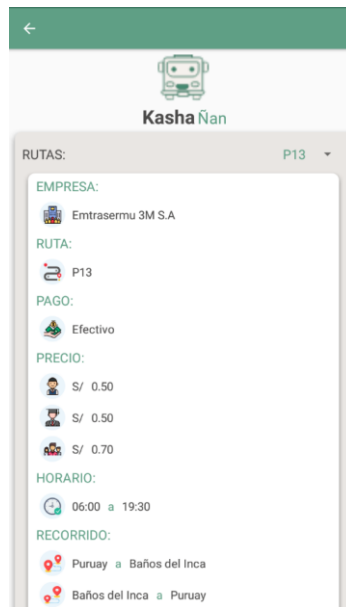 Kasha Ñan
RUTAS: P13
EMPRESA:
Emtrasermu 3M S.A
RUTA:
P13
PAGO:
Efectivo
PRECIO:
S/ 0.50
S/ 0.50
S/ 0.70
HORARIO:
06:00 a 19:30
RECORRIDO:
Puruay a Baños del Inca
Baños del Inca a Puruay